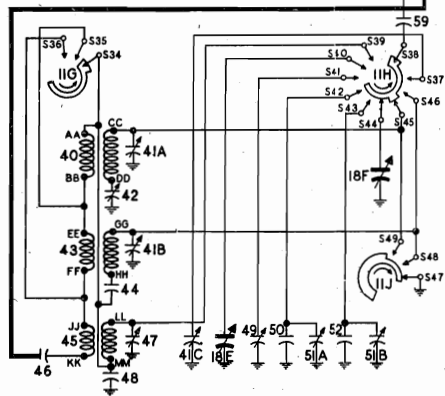 59
S36
S35
S34
11G
S39
S40
S41
S42
S43
S44
11H
S38
S37
S46
S45
AA
CC
40
41A
BB
DD
42
18F
GG
EE
43
41B
FF
HH
44
S49
S48
S47
11J
JJ
LL
45
47
KK
MM
46
48
41C
18E
49
50
51A
52
51B